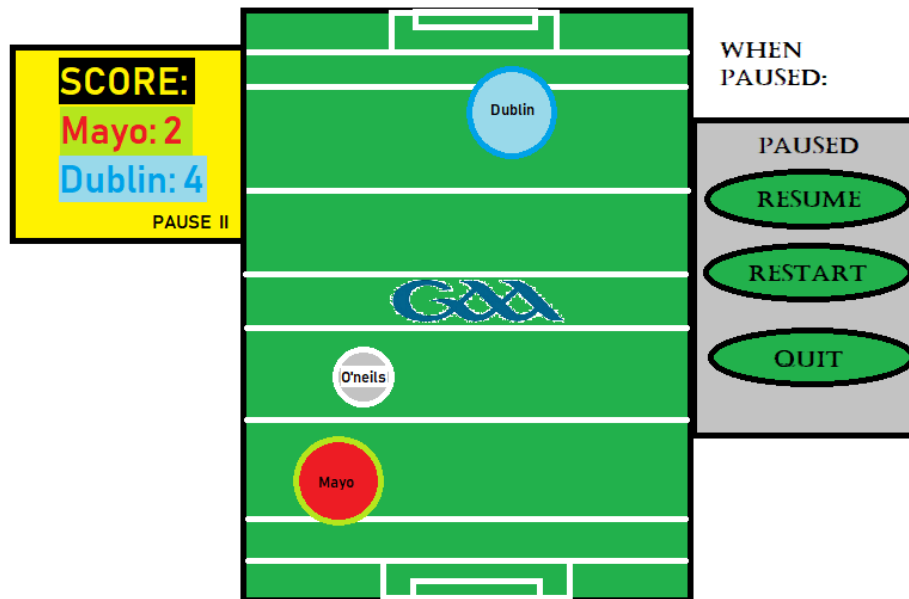 SCORE:
Mayo: 2
Dublin: 4
PAUSE II
Dublin
GAA
O'neils
Mayo
WHEN
PAUSED:
PAUSED
RESUME
RESTART
QUIT